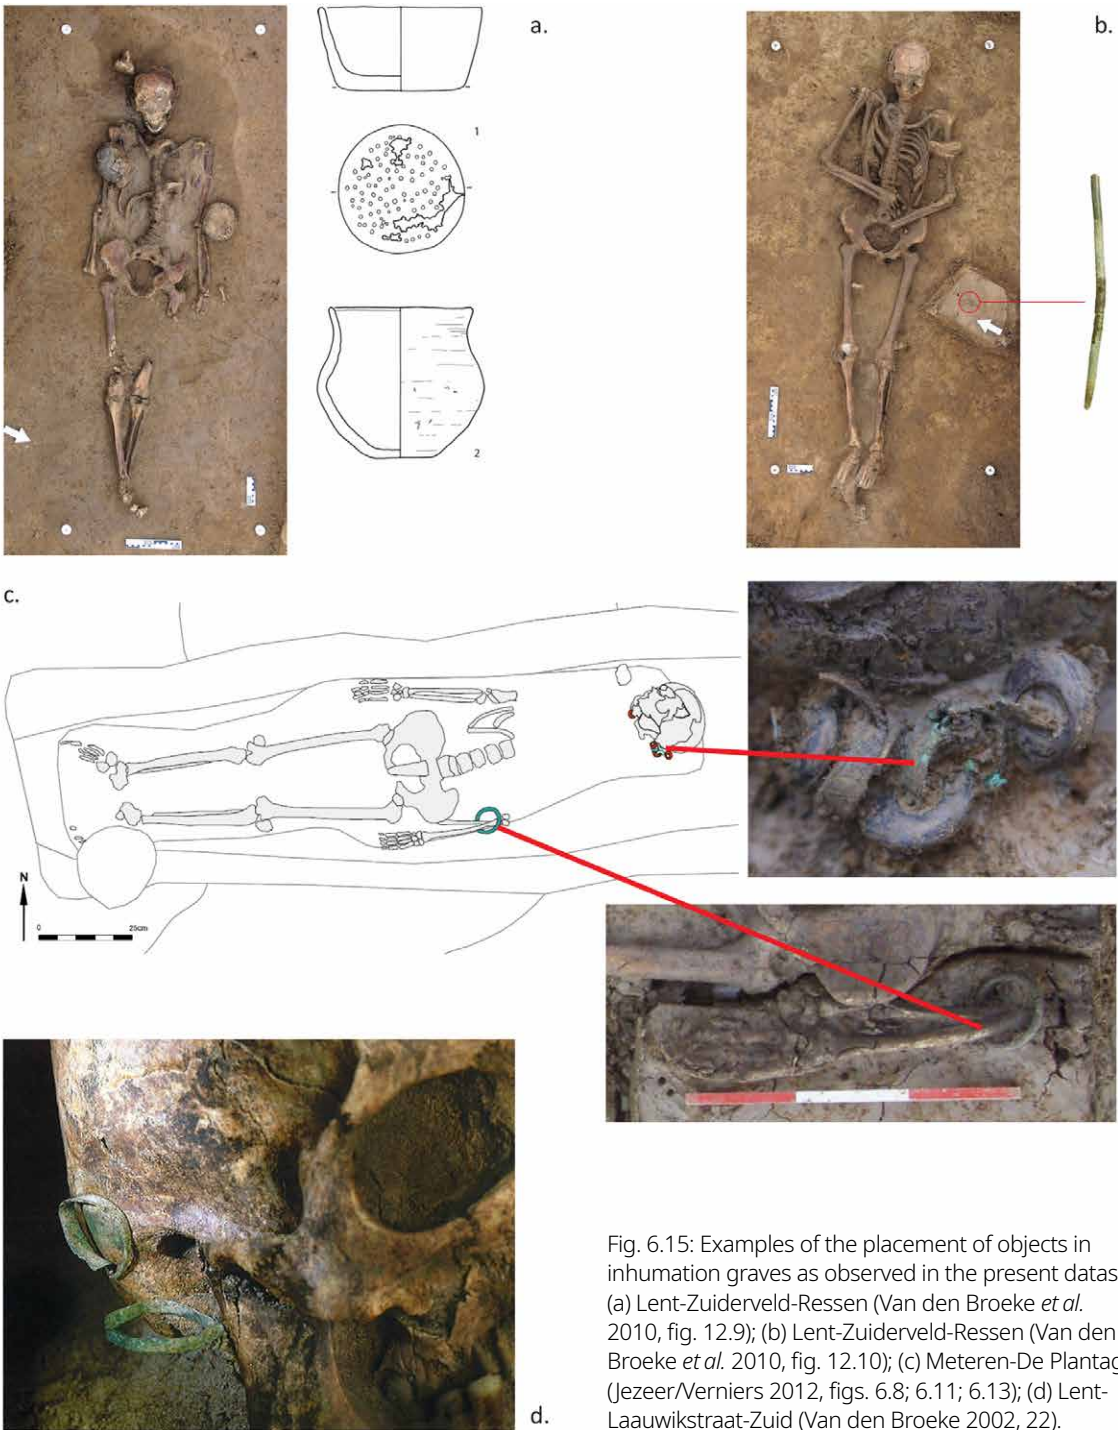 a.
b.
1
2
c.
N
0 25cm
d.
Fig. 6.15: Examples of the placement of objects in
inhumation graves as observed in the present datas
(a) Lent-Zuiderveld-Ressen (Van den Broeke et al.
2010, fig. 12.9); (b) Lent-Zuiderveld-Ressen (Van den
Broeke et al. 2010, fig. 12.10); (c) Meteren-De Plantag
(Jezeer/Verniers 2012, figs. 6.8; 6.11; 6.13); (d) Lent-
Laauwikstraat-Zuid (Van den Broeke 2002, 22).